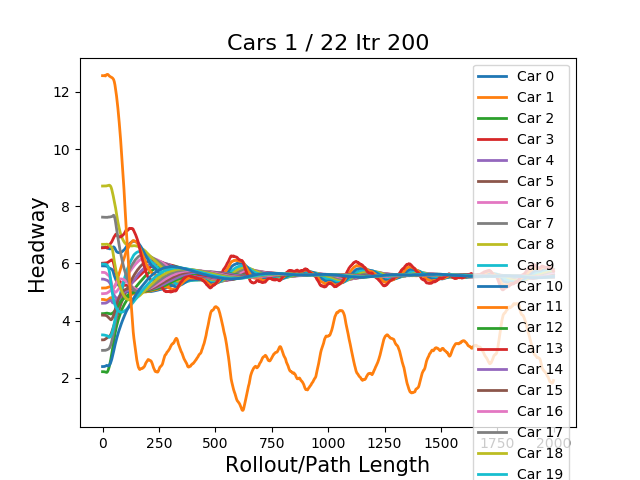 Cars 1 / 22 Itr 200
Headway
12
10
8
6
4
2
0
250
500
750
1000
1250
1500
1750
2000
Rollout/Path Length
Car 0
Car 1
Car 2
Car 3
Car 4
Car 5
Car 6
Car 7
Car 8
Car 9
Car 10
Car 11
Car 12
Car 13
Car 14
Car 15
Car 16
Car 17
Car 18
Car 19